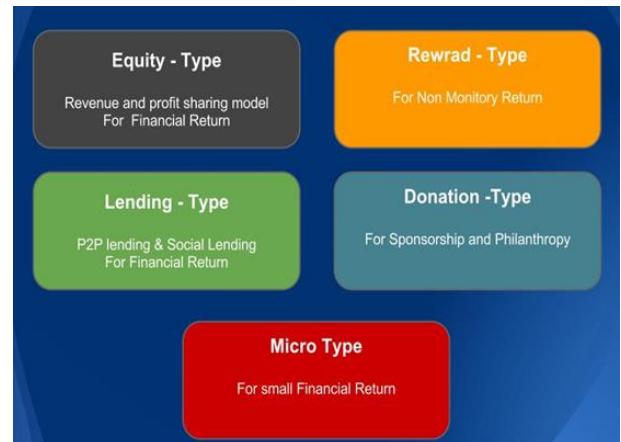 Equity - Type
Revenue and profit sharing model
For Financial Return
Rewrad - Type
For Non Monitory Return
Lending - Type
P2P lending & Social Lending
For Financial Return
Donation -Type
For Sponsorship and Philanthropy
Micro Type
For small Financial Return